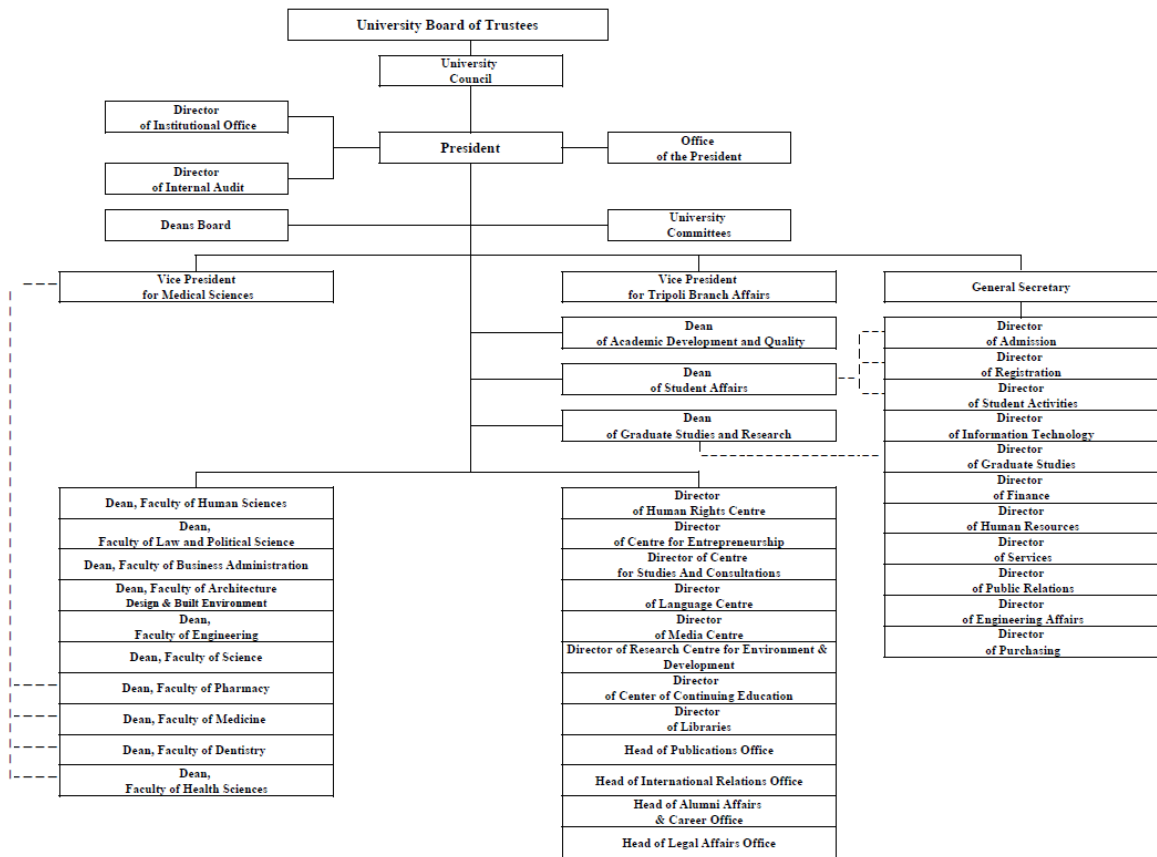 University Board of Trustees
University
Council
Director
of Institutional Office
President
Office
of the President
Director
of Internal Audit
Deans Board
University
Committees
Vice President
for Medical Sciences
Vice President
for Tripoli Branch Affairs
General Secretary
Dean
of Academic Development and Quality
Dean
of Student Affairs
Dean
of Graduate Studies and Research
Director
of Admission
Director
of Registration
Director
of Student Activities
Director
of Information Technology
Director
of Graduate Studies
Director
of Finance
Director
of Human Resources
Director
of Services
Director
of Public Relations
Director
of Engineering Affairs
Director
of Purchasing
Dean, Faculty of Human Sciences
Dean,
Faculty of Law and Political Science
Dean, Faculty of Business Administration
Dean, Faculty of Architecture
Design & Built Environment
Dean,
Faculty of Engineering
Dean, Faculty of Science
Dean, Faculty of Pharmacy
Dean, Faculty of Medicine
Dean, Faculty of Dentistry
Dean,
Faculty of Health Sciences
Director
of Human Rights Centre
Director
of Centre for Entrepreneurship
Director of Centre
for Studies And Consultations
Director
of Language Centre
Director
of Media Centre
Director of Research Centre for Environment &
Development
Director
of Center of Continuing Education
Director
of Libraries
Head of Publications Office
Head of International Relations Office
Head of Alumni Affairs
& Career Office
Head of Legal Affairs Office